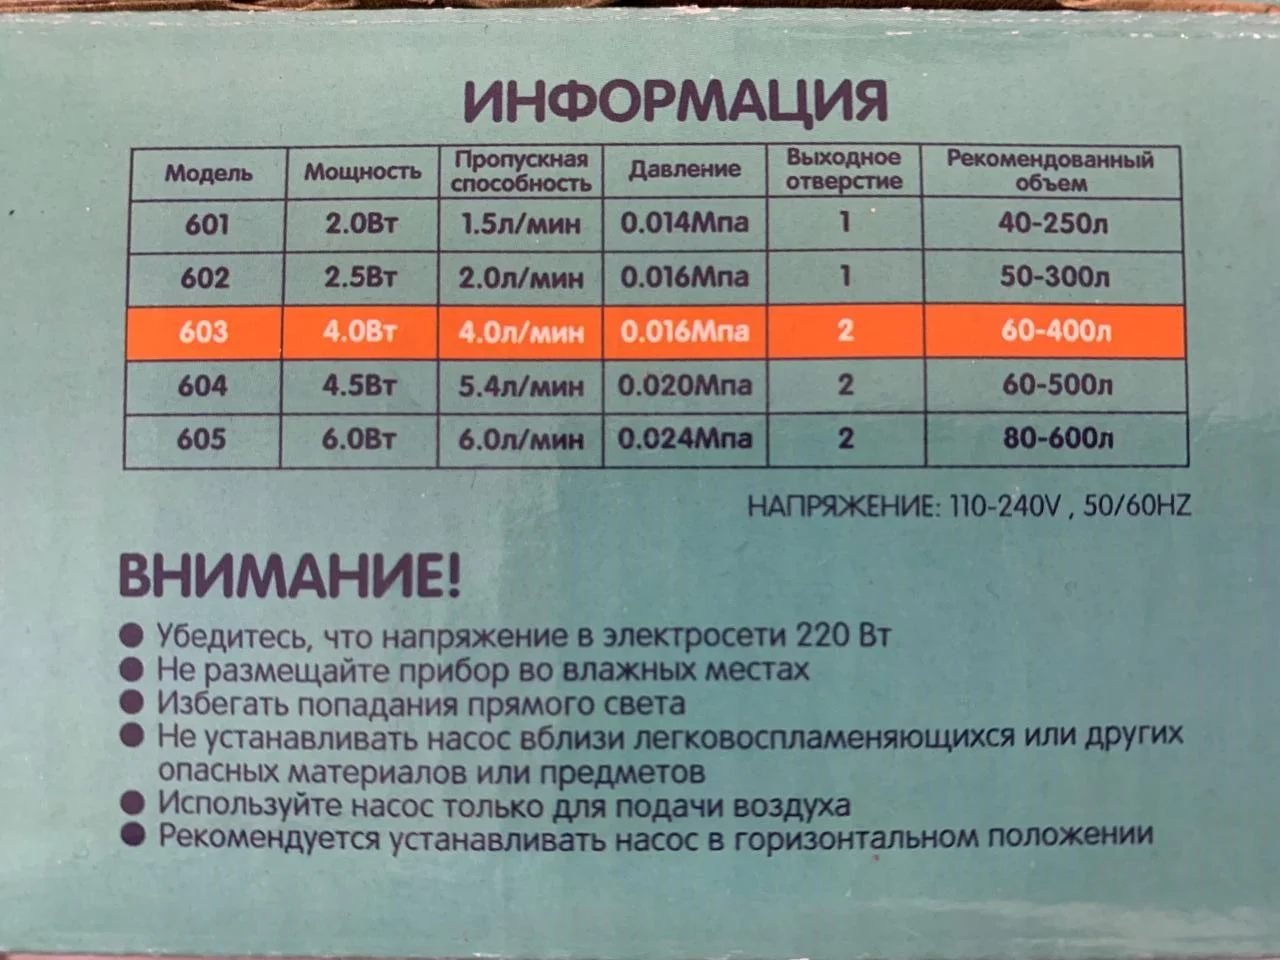 ИНФОРМАЦИЯ
Модель Мощность Пропускная способность Давление Выходное отверстие Рекомендованный объем
601 2.0Вт 1.5л/мин 0.014Мпа 1 40-250л
602 2.5Вт 2.0л/мин 0.016Мпа 1 50-300л
603 4.0Вт 4.0л/мин 0.016Мпа 2 60-400л
604 4.5Вт 5.4л/мин 0.020Мпа 2 60-500л
605 6.0Вт 6.0л/мин 0.024Мпа 2 80-600л
НАПРЯЖЕНИЕ: 110-240V , 50/60HZ
ВНИМАНИЕ!
● Убедитесь, что напряжение в электросети 220 Вт
● Не размещайте прибор во влажных местах
● Избегать попадания прямого света
● Не устанавливать насос вблизи легковоспламеняющихся или других
опасных материалов или предметов
● Используйте насос только для подачи воздуха
● Рекомендуется устанавливать насос в горизонтальном положении